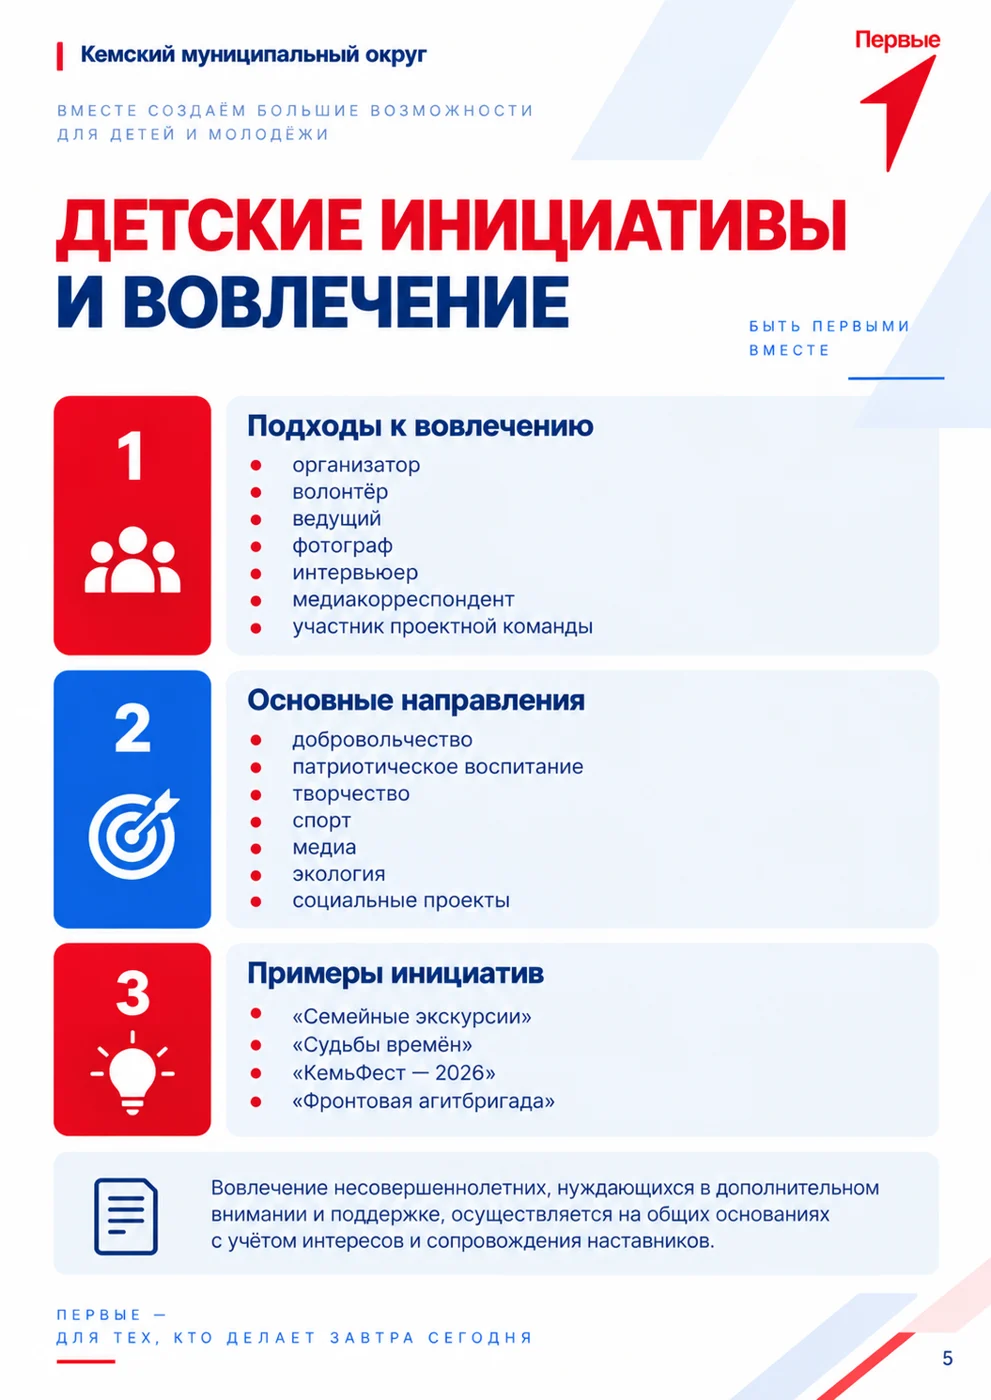 Кемский муниципальный округ
Первые
ВМЕСТЕ СОЗДАЁМ БОЛЬШИЕ ВОЗМОЖНОСТИ
ДЛЯ ДЕТЕЙ И МОЛОДЁЖИ
ДЕТСКИЕ ИНИЦИАТИВЫ
И ВОВЛЕЧЕНИЕ
БЫТЬ ПЕРВЫМИ
ВМЕСТЕ
1
Подходы к вовлечению
организатор
волонтёр
ведущий
фотограф
интервьюер
медиакорреспондент
участник проектной команды
2
Основные направления
добровольчество
патриотическое воспитание
творчество
спорт
медиа
экология
социальные проекты
3
Примеры инициатив
«Семейные экскурсии»
«Судьбы времён»
«КемьФест — 2026»
«Фронтовая агитбригада»
Вовлечение несовершеннолетних, нуждающихся в дополнительном
внимании и поддержке, осуществляется на общих основаниях
с учётом интересов и сопровождения наставников.
ПЕРВЫЕ —
ДЛЯ ТЕХ, КТО ДЕЛАЕТ ЗАВТРА СЕГОДНЯ
5